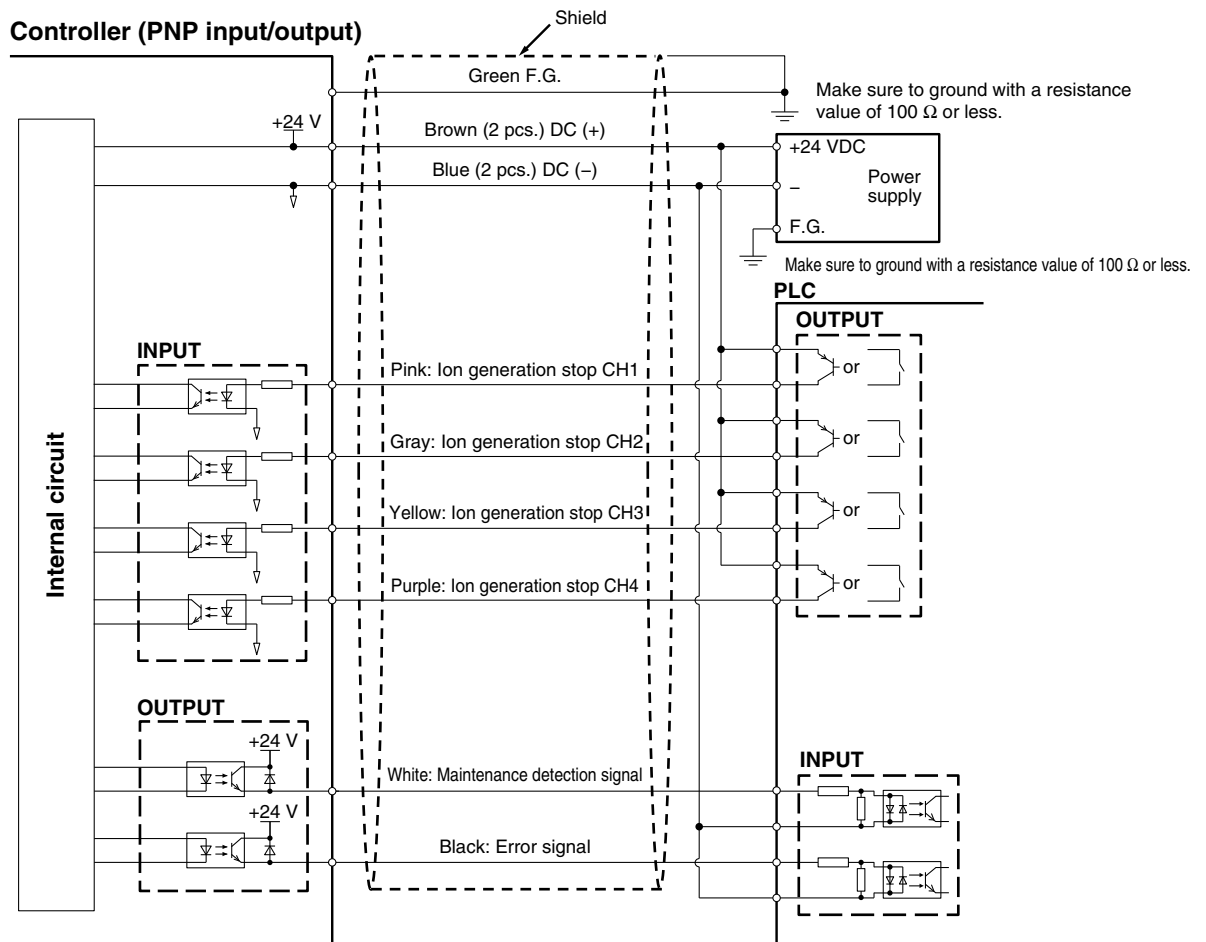 Shield
Controller (PNP input/output)
Green F.G.
Make sure to ground with a resistance
value of 100 Ω or less.
+24 V
Brown (2 pcs.) DC (+)
+24 VDC
Blue (2 pcs.) DC (−)
−
Power
supply
F.G.
Make sure to ground with a resistance value of 100 Ω or less.
PLC
OUTPUT
INPUT
Pink: Ion generation stop CH1
or
Gray: Ion generation stop CH2
or
Internal circuit
Yellow: Ion generation stop CH3
or
Purple: Ion generation stop CH4
or
OUTPUT
+24 V
INPUT
White: Maintenance detection signal
+24 V
Black: Error signal